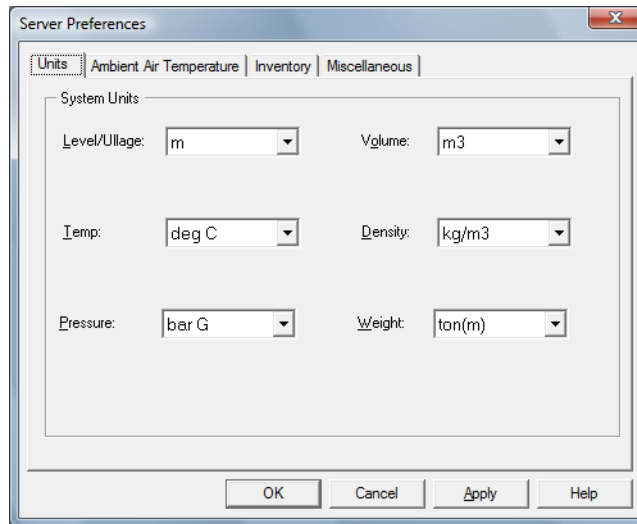 Server Preferences
Units Ambient Air Temperature Inventory Miscellaneous
System Units
Level/Ullage: m Volume: m3
Temp: deg C Density: kg/m3
Pressure: bar G Weight: ton(m)
OK Cancel Apply Help